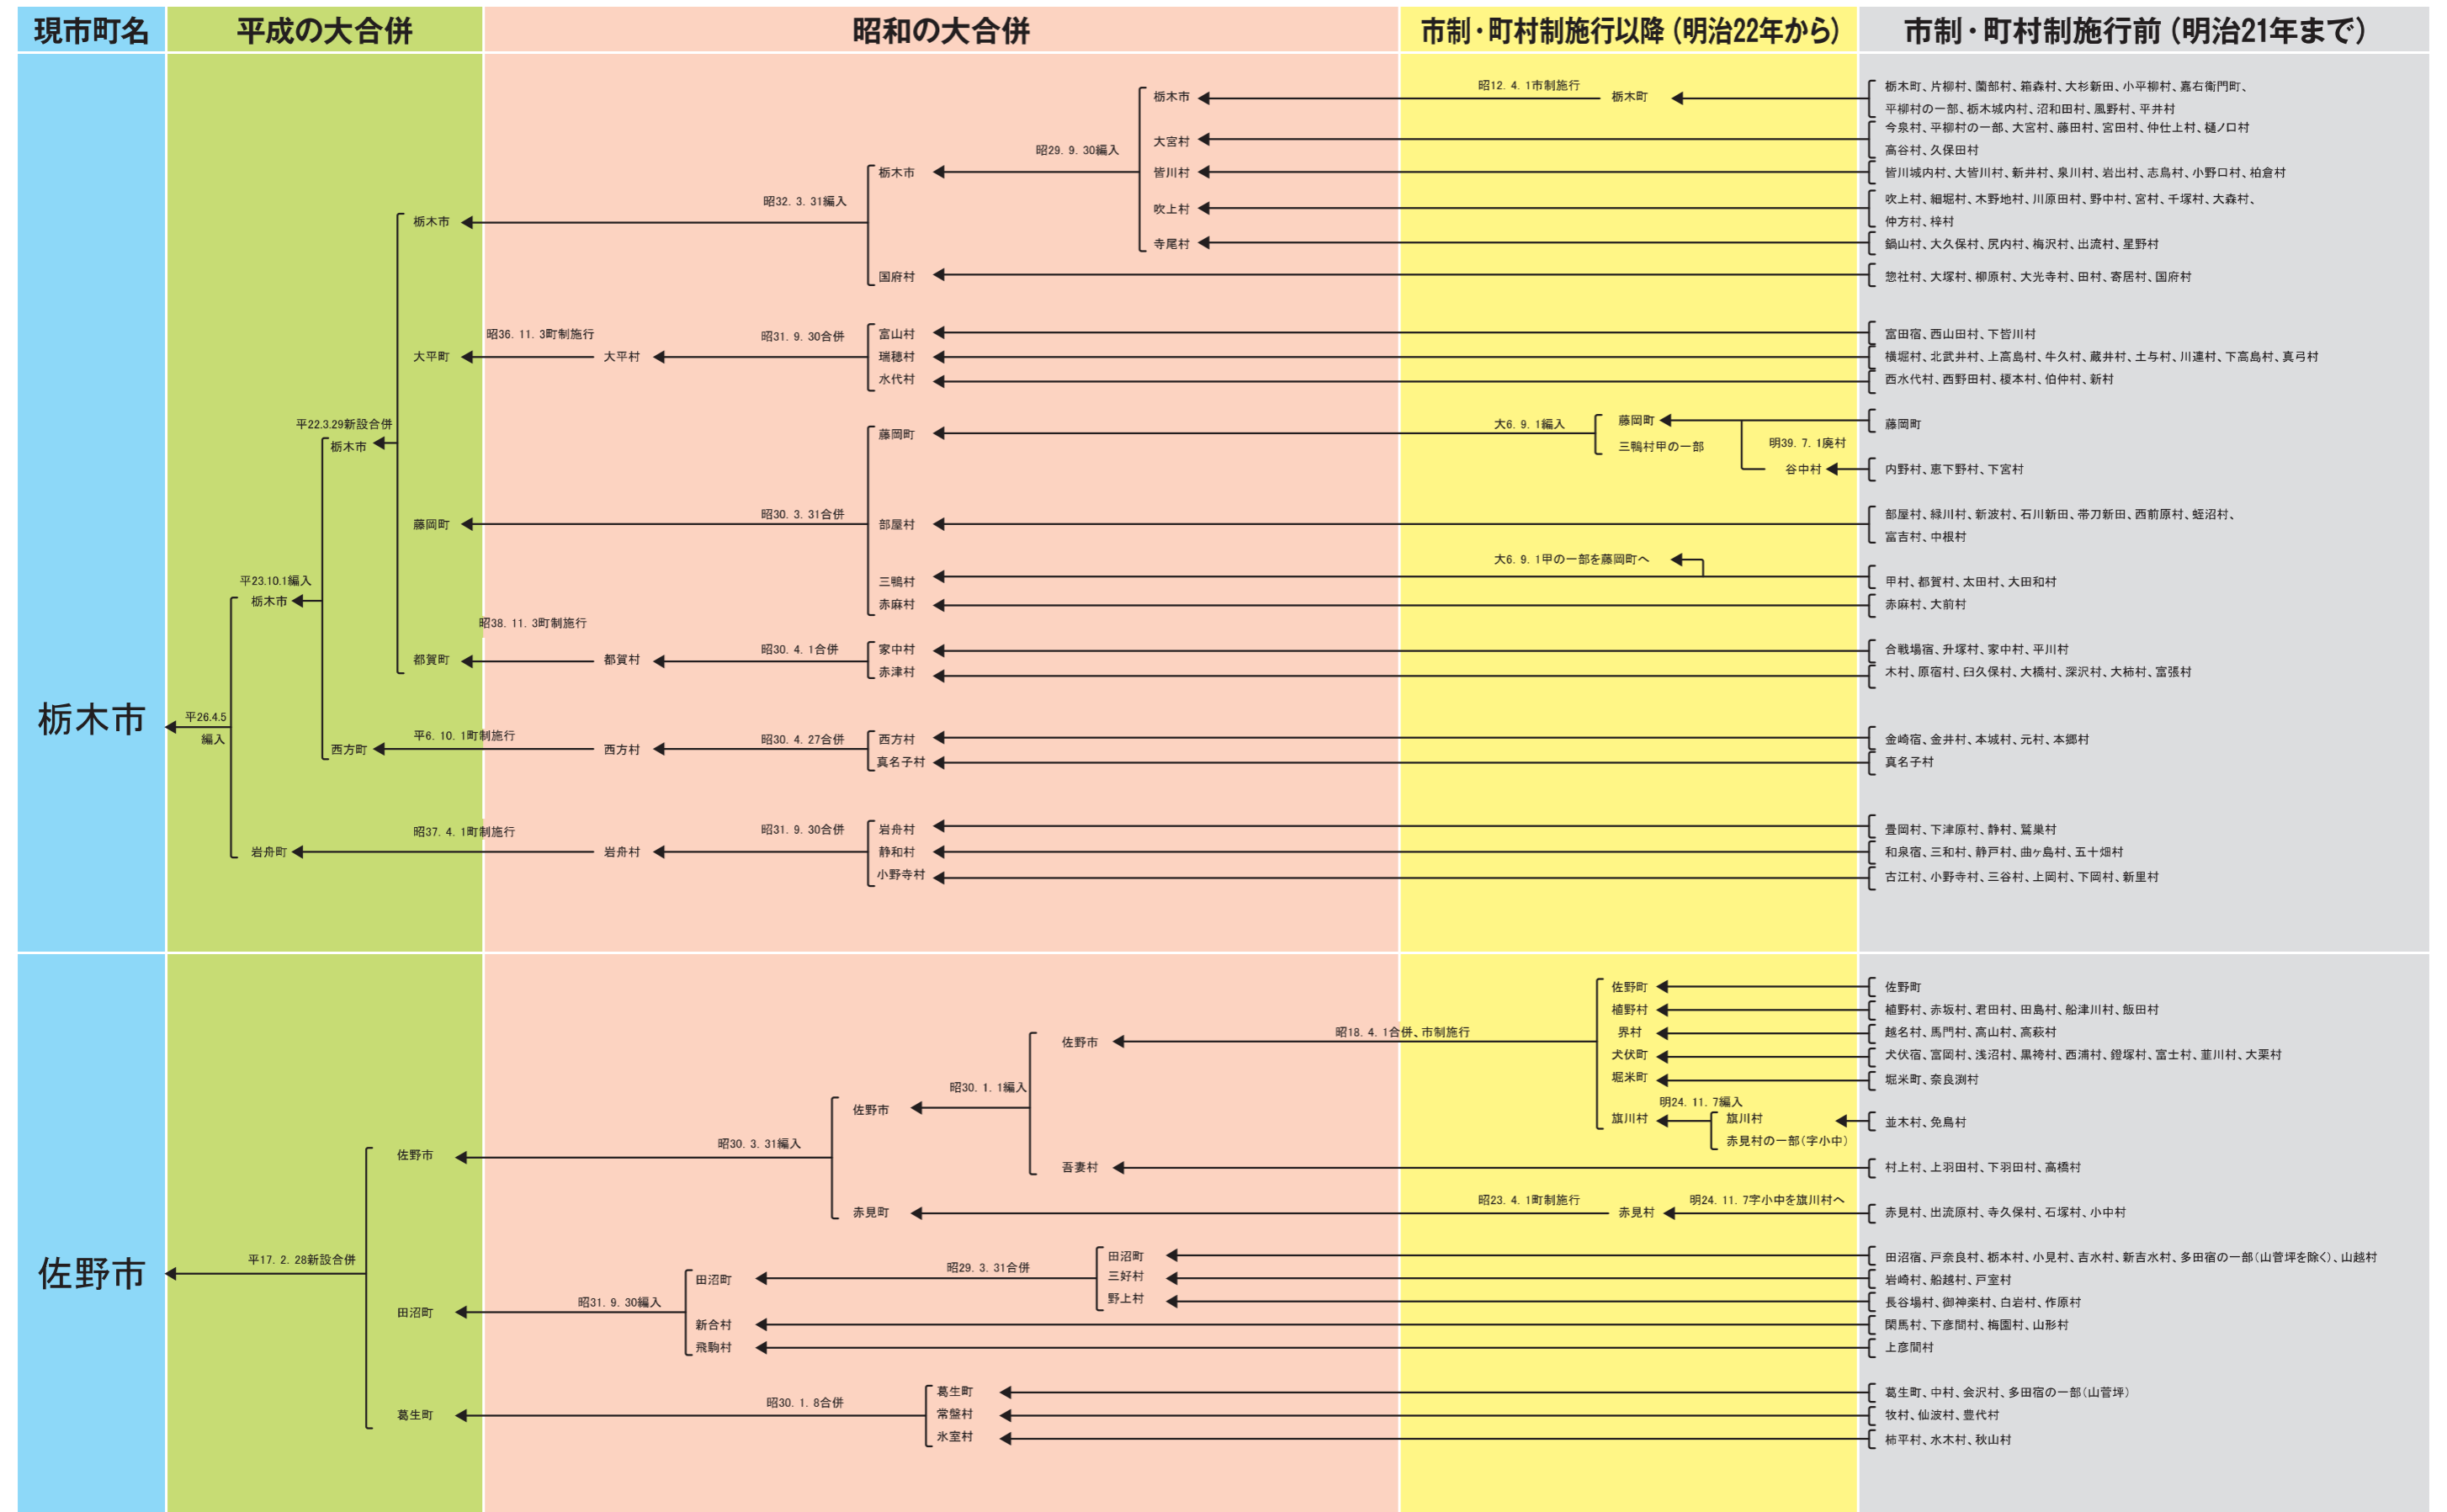 現市町名
平成の大合併
昭和の大合併
市制・町村制施行以降（明治22年から）
市制・町村制施行前（明治21年まで）
栃木市
平26.4.5
編入
栃木市
平23.10.1編入
栃木市
平22.3.29新設合併
栃木市
昭32. 3. 31編入
栃木市
昭29. 9. 30編入
栃木市
昭12. 4. 1市制施行
栃木町
栃木町、片柳村、薗部村、箱森村、大杉新田、小平柳村、嘉右衛門町、
平柳村の一部、栃木城内村、沼和田村、風野村、平井村
大宮村
今泉村、平柳村の一部、大宮村、藤田村、宮田村、仲仕上村、樋ノ口村
高谷村、久保田村
皆川村
皆川城内村、大皆川村、新井村、泉川村、岩出村、志鳥村、小野口村、柏倉村
吹上村
吹上村、細堀村、木野地村、川原田村、野中村、宮村、千塚村、大森村、
仲方村、梓村
寺尾村
鍋山村、大久保村、尻内村、梅沢村、出流村、星野村
国府村
惣社村、大塚村、柳原村、大光寺村、田村、寄居村、国府村
大平町
昭36. 11. 3町制施行
大平村
昭31. 9. 30合併
富山村
富田宿、西山田村、下皆川村
瑞穂村
横堀村、北武井村、上高島村、牛久村、蔵井村、土与村、川連村、下高島村、真弓村
水代村
西水代村、西野田村、榎本村、伯仲村、新村
藤岡町
昭30. 3. 31合併
藤岡町
大6. 9. 1編入
藤岡町
三鴨村甲の一部
藤岡町
明39. 7. 1廃村
谷中村
内野村、恵下野村、下宮村
部屋村
部屋村、緑川村、新波村、石川新田、帯刀新田、西前原村、蛭沼村、
富吉村、中根村
三鴨村
大6. 9. 1甲の一部を藤岡町へ
甲村、都賀村、太田村、大田和村
赤麻村
赤麻村、大前村
都賀町
昭38. 11. 3町制施行
都賀村
昭30. 4. 1合併
家中村
合戦場宿、升塚村、家中村、平川村
赤津村
木村、原宿村、臼久保村、大橋村、深沢村、大柿村、富張村
西方町
平6. 10. 1町制施行
西方村
昭30. 4. 27合併
西方村
金崎宿、金井村、本城村、元村、本郷村
真名子村
真名子村
岩舟町
昭37. 4. 1町制施行
岩舟村
昭31. 9. 30合併
岩舟村
畳岡村、下津原村、静村、鷲巣村
静和村
和泉宿、三和村、静戸村、曲ヶ島村、五十畑村
小野寺村
古江村、小野寺村、三谷村、上岡村、下岡村、新里村
佐野市
平17. 2. 28新設合併
佐野市
昭30. 3. 31編入
佐野市
昭30. 1. 1編入
佐野市
昭18. 4. 1合併、市制施行
佐野町
佐野町
植野村
植野村、赤坂村、君田村、田島村、船津川村、飯田村
界村
越名村、馬門村、高山村、高萩村
犬伏町
犬伏宿、富岡村、浅沼村、黒袴村、西浦村、鐙塚村、富士村、韮川村、大栗村
堀米町
堀米町、奈良渕村
旗川村
明24. 11. 7編入
旗川村
赤見村の一部（字小中）
並木村、免鳥村
吾妻村
村上村、上羽田村、下羽田村、高橋村
赤見町
昭23. 4. 1町制施行
赤見村
明24. 11. 7字小中を旗川村へ
赤見村、出流原村、寺久保村、石塚村、小中村
田沼町
昭31. 9. 30編入
田沼町
昭29. 3. 31合併
田沼町
田沼宿、戸奈良村、栃本村、小見村、吉水村、新吉水村、多田宿の一部（山菅坪を除く）、山越村
三好村
岩崎村、船越村、戸室村
野上村
長谷場村、御神楽村、白岩村、作原村
新合村
閑馬村、下彦間村、梅園村、山形村
飛駒村
上彦間村
葛生町
昭30. 1. 8合併
葛生町
葛生町、中村、会沢村、多田宿の一部（山菅坪）
常盤村
牧村、仙波村、豊代村
氷室村
柿平村、水木村、秋山村